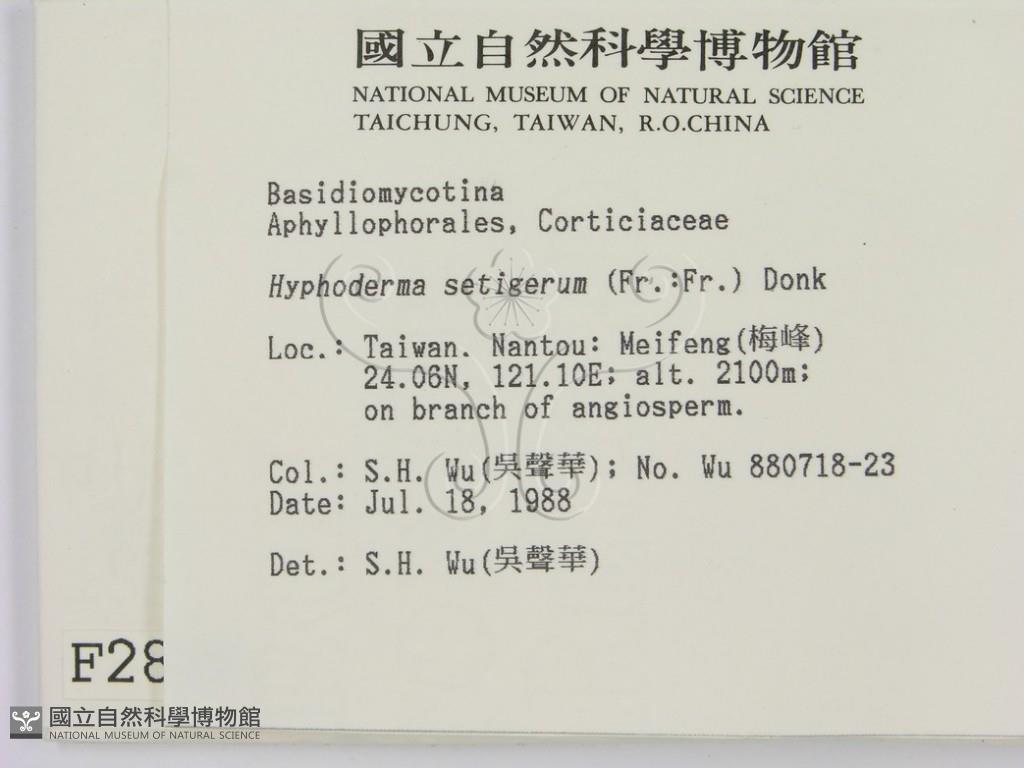 國立自然科學博物館
NATIONAL MUSEUM OF NATURAL SCIENCE
TAICHUNG, TAIWAN, R.O.CHINA
Basidiomycotina
Aphyllophorales, Corticiaceae
Hyphoderma setigerum (Fr.:Fr.) Donk
Loc.: Taiwan. Nantou: Meifeng(梅峰)
24.06N, 121.10E; alt. 2100m;
on branch of angiosperm.
Col.: S.H. Wu(吳聲華); No. Wu 880718-23
Date: Jul. 18, 1988
Det.: S.H. Wu(吳聲華)
F28
國立自然科學博物館
NATIONAL MUSEUM OF NATURAL SCIENCE